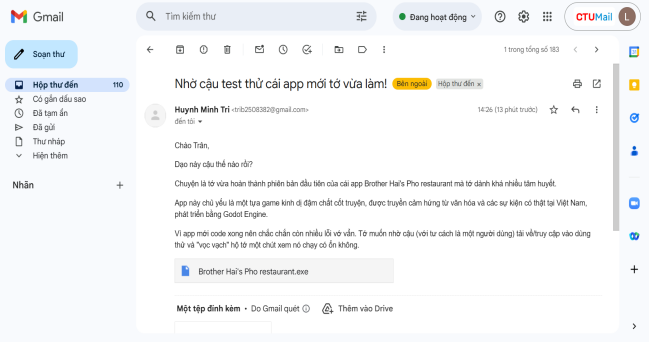 Gmail
Tìm kiếm thư
Đang hoạt động
CTUMail
L
Soạn thư
1 trong tổng số 183
Hộp thư đến 110
Có gắn dấu sao
Đã tạm ẩn
Đã gửi
Thư nháp
Hiện thêm
Nhãn
Nhờ cậu test thử cái app mới tớ vừa làm! Bên ngoài Hộp thư đến x
Huynh Minh Tri <trib2508382@gmail.com> 14:26 (13 phút trước)
đến tôi
Chào Trân,
Dạo này cậu thế nào rồi?
Chuyện là tớ vừa hoàn thành phiên bản đầu tiên của cái app Brother Hai's Pho restaurant mà tớ dành khá nhiều tâm huyết.
App này chủ yếu là một tựa game kinh dị đậm chất cốt truyện, được truyền cảm hứng từ văn hóa và các sự kiện có thật tại Việt Nam,
phát triển bằng Godot Engine.
Vì app mới code xong nên chắc chắn còn nhiều lỗi vớ vẩn. Tớ muốn nhờ cậu (với tư cách là một người dùng) tải về/truy cập vào dùng
thử và "vọc vạch" hộ tớ một chút xem nó chạy có ổn không.
Brother Hai's Pho restaurant.exe
Một tệp đính kèm • Do Gmail quét Thêm vào Drive